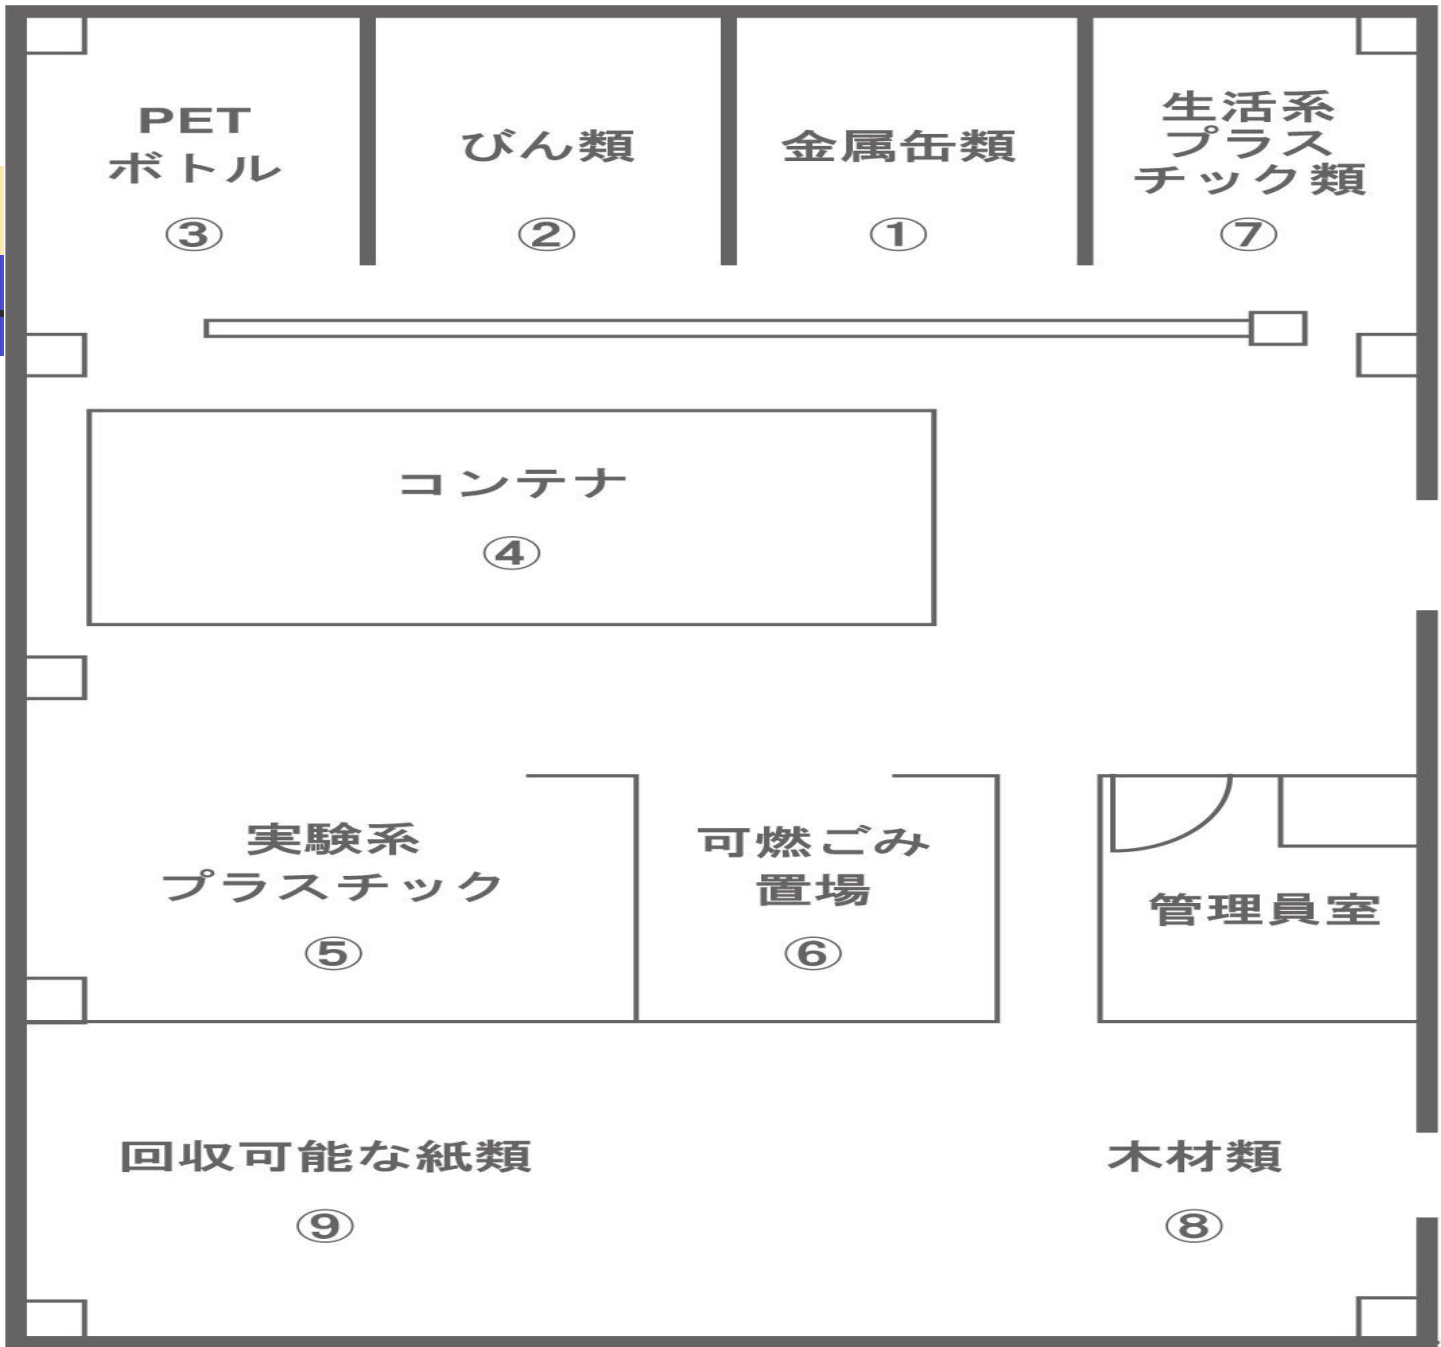 PET
ボトル
③
びん類
②
金属缶類
①
生活系
プラス
チック類
⑦
コンテナ
④
実験系
プラスチック
⑤
可燃ごみ
置場
⑥
管理員室
回収可能な紙類
⑨
木材類
⑧